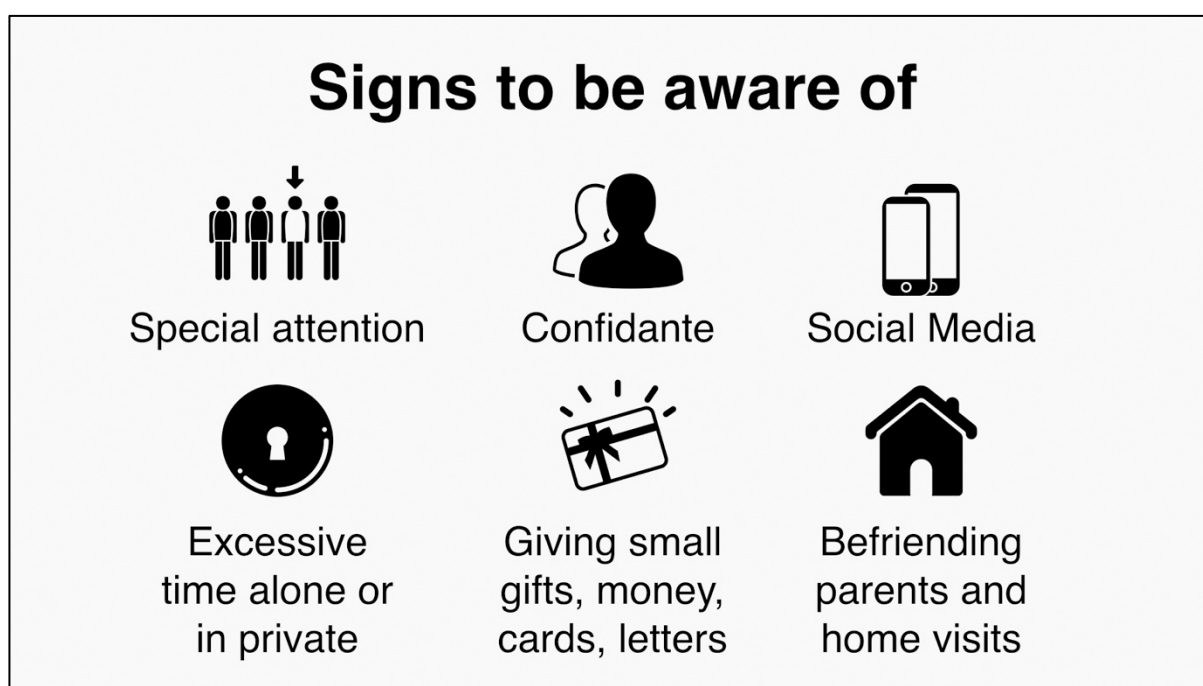 Signs to be aware of
Special attention
Confidante
Social Media
Excessive
time alone or
in private
Giving small
gifts, money,
cards, letters
Befriending
parents and
home visits